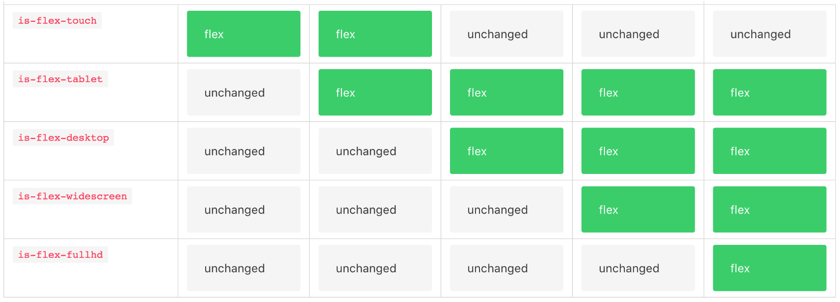 is-flex-touch flex flex unchanged unchanged unchanged
is-flex-tablet unchanged flex flex flex flex
is-flex-desktop unchanged unchanged flex flex flex
is-flex-widescreen unchanged unchanged unchanged flex flex
is-flex-fullhd unchanged unchanged unchanged unchanged flex